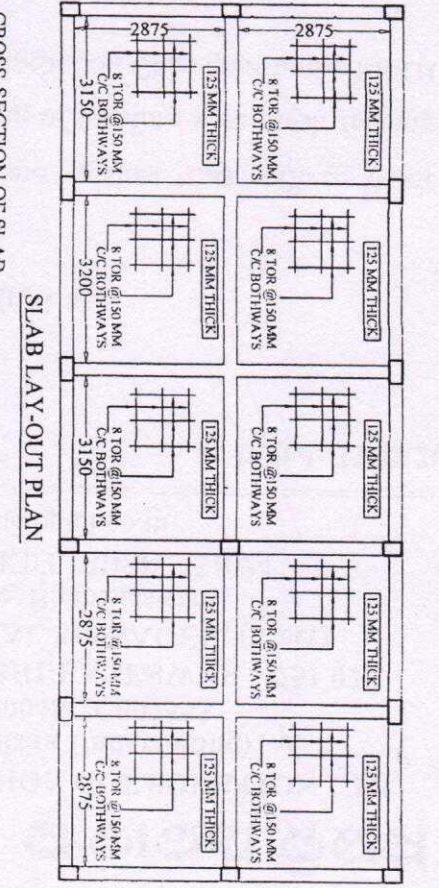 2875
125 MM THICK
8 TOR @150 MM
C/C BOTHWAYS
125 MM THICK
8 TOR @150 MM
C/C BOTHWAYS
125 MM THICK
8 TOR @150 MM
C/C BOTHWAYS
125 MM THICK
8 TOR @150 MM
C/C BOTHWAYS
125 MM THICK
8 TOR @150 MM
C/C BOTHWAYS
2875
125 MM THICK
8 TOR @150 MM
C/C BOTHWAYS
3150
125 MM THICK
8 TOR @150 MM
C/C BOTHWAYS
3200
125 MM THICK
8 TOR @150 MM
C/C BOTHWAYS
3150
125 MM THICK
8 TOR @150MM
C/C BOTHWAYS
2875
125 MM THICK
8 TOR @150 MM
C/C BOTHWAYS
2875
SLAB LAY-OUT PLAN
CROSS SECTION OF SLAB